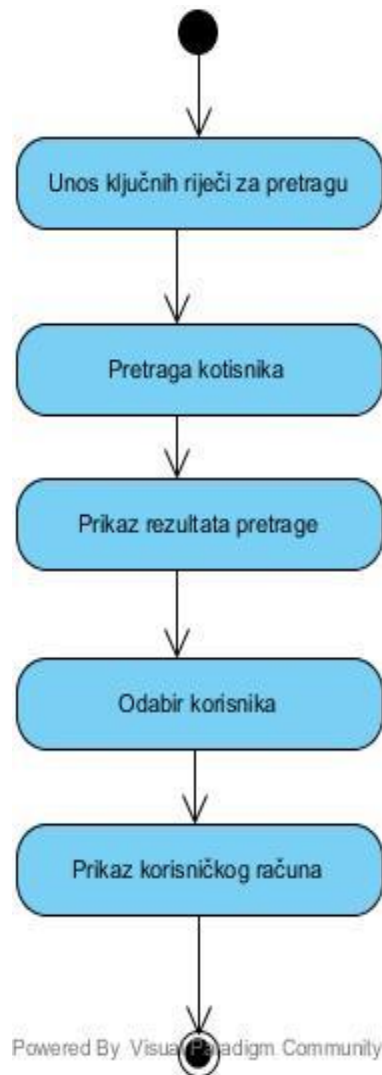 Unos ključnih riječi za pretragu
Pretraga kotisnika
Prikaz rezultata pretrage
Odabir korisnika
Prikaz korisničkog računa
Powered By Visual Paradigm Community